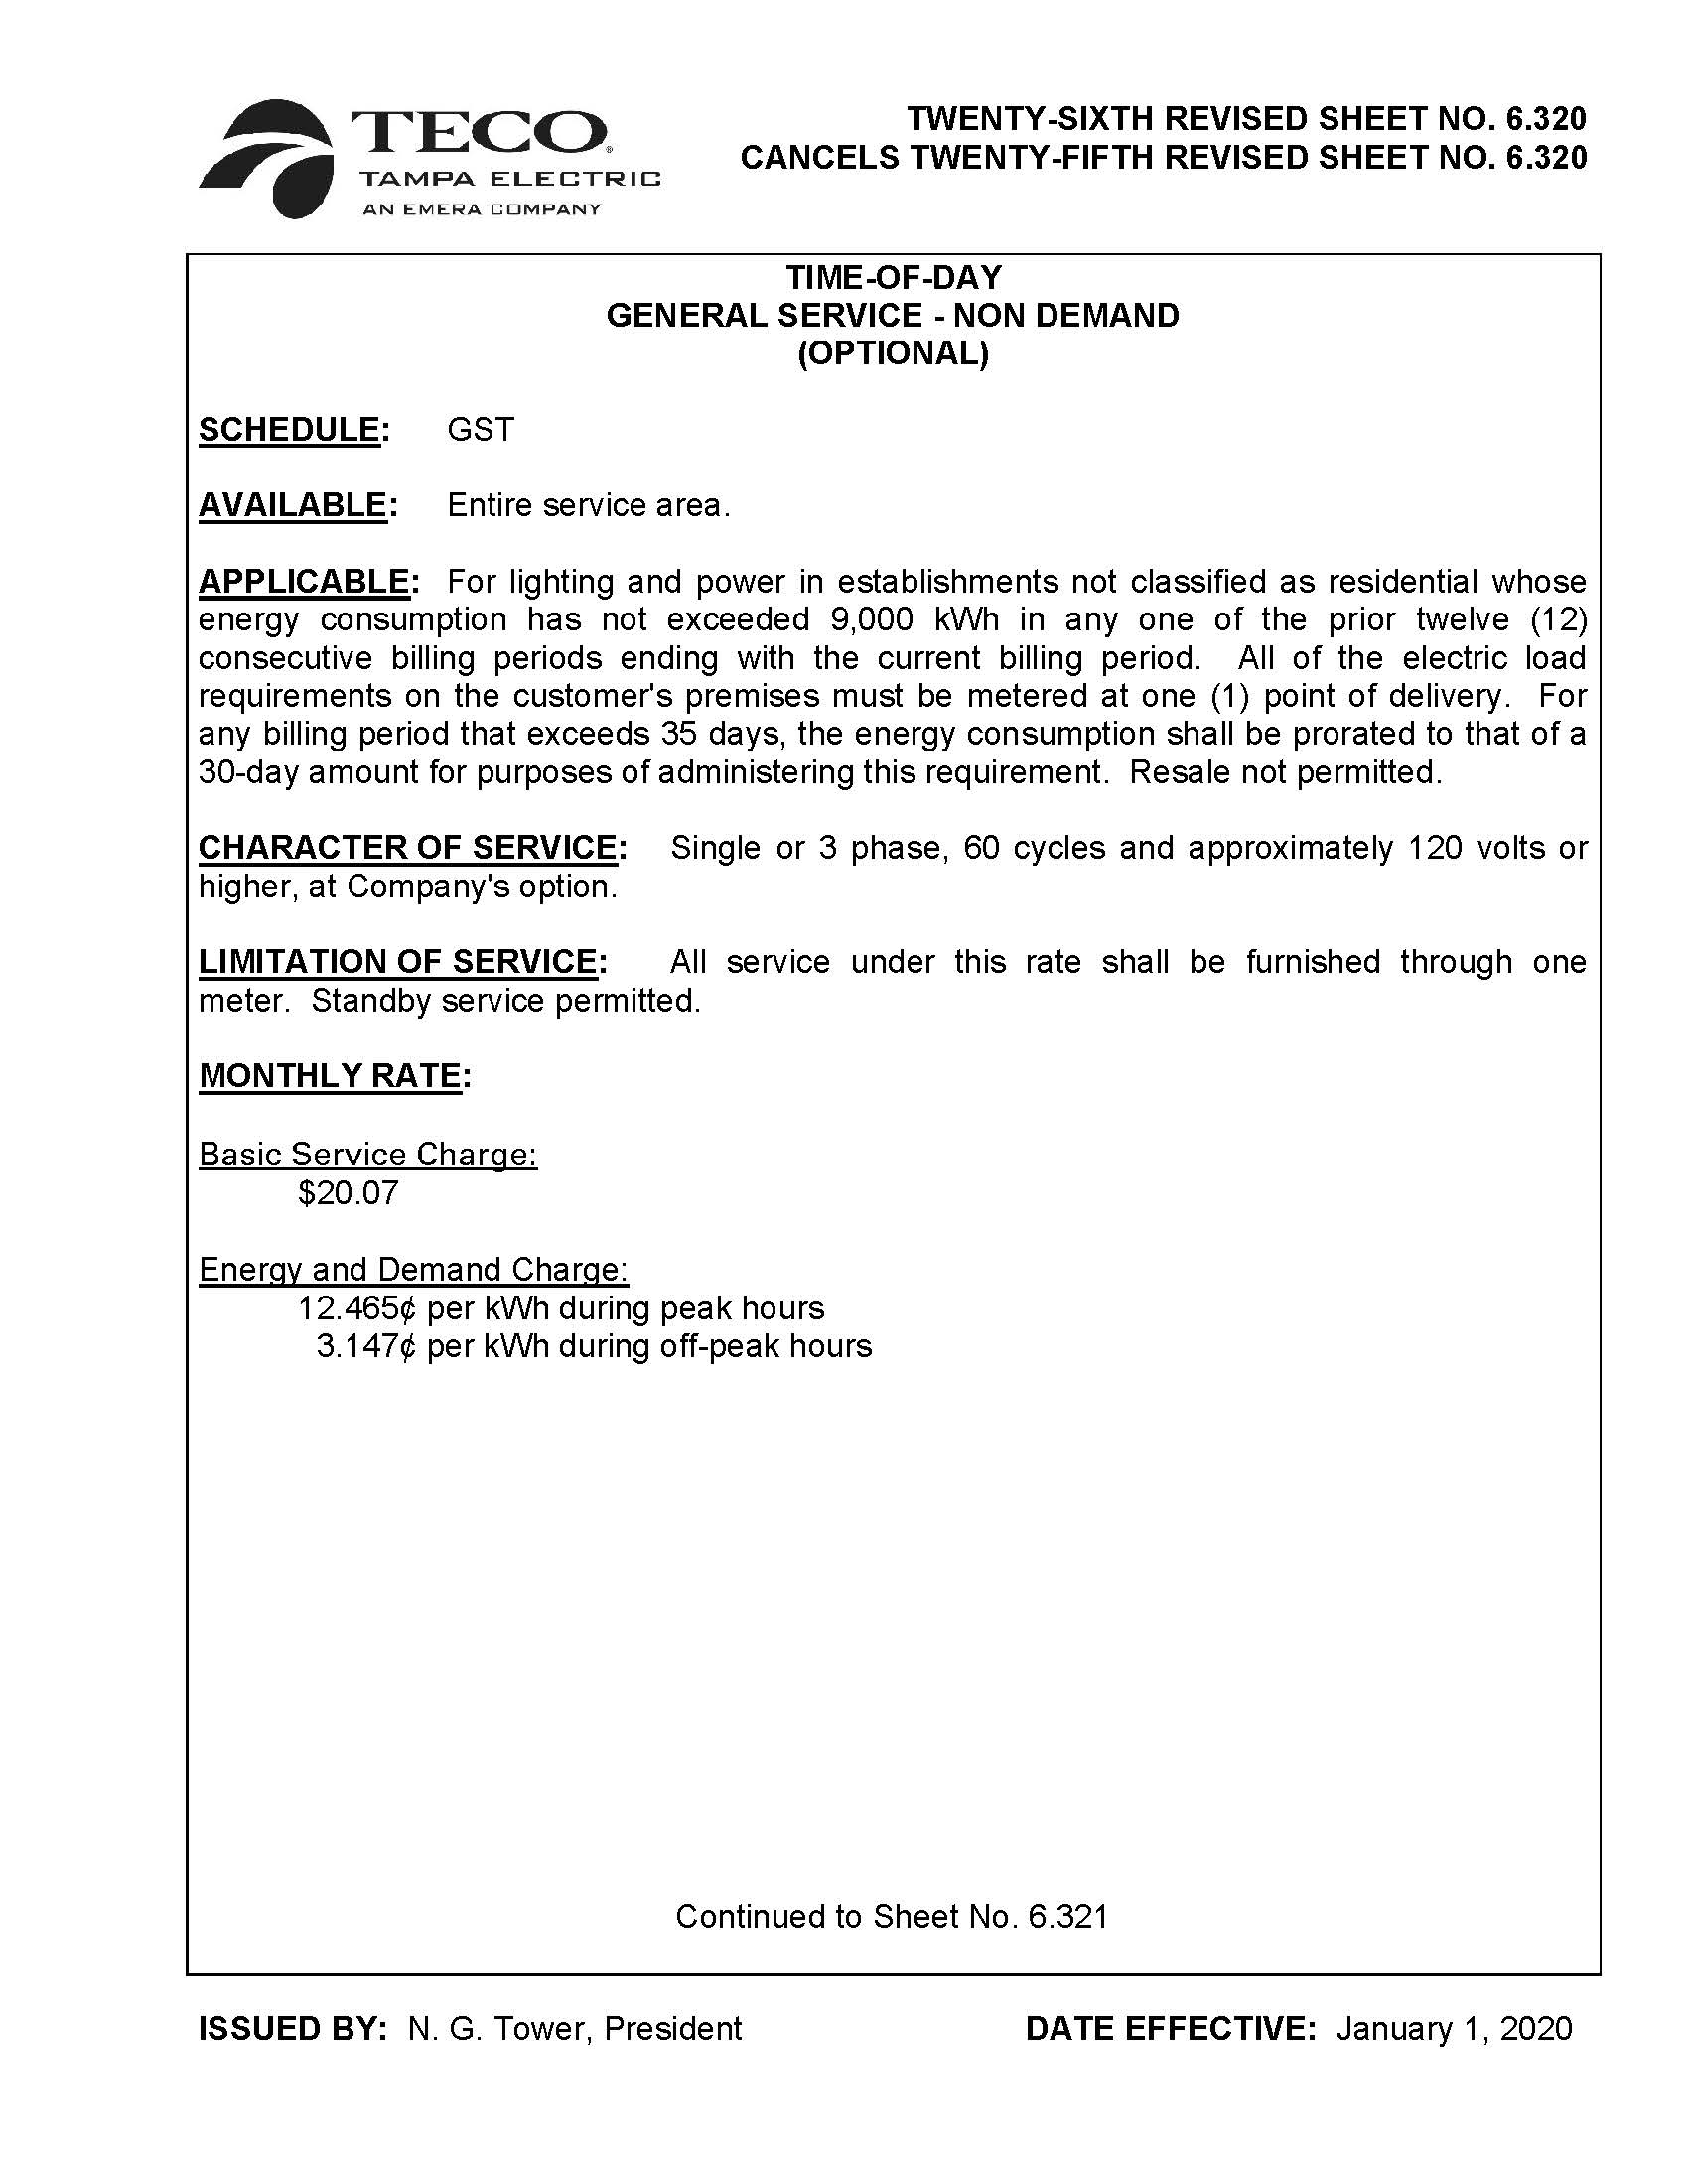 TECO®
TAMPA ELECTRIC
AN EMERA COMPANY
TWENTY-SIXTH REVISED SHEET NO. 6.320
CANCELS TWENTY-FIFTH REVISED SHEET NO. 6.320
TIME-OF-DAY
GENERAL SERVICE - NON DEMAND
(OPTIONAL)
SCHEDULE: GST
AVAILABLE: Entire service area.
APPLICABLE: For lighting and power in establishments not classified as residential whose
energy consumption has not exceeded 9,000 kWh in any one of the prior twelve (12)
consecutive billing periods ending with the current billing period. All of the electric load
requirements on the customer's premises must be metered at one (1) point of delivery. For
any billing period that exceeds 35 days, the energy consumption shall be prorated to that of a
30-day amount for purposes of administering this requirement. Resale not permitted.
CHARACTER OF SERVICE: Single or 3 phase, 60 cycles and approximately 120 volts or
higher, at Company's option.
LIMITATION OF SERVICE: All service under this rate shall be furnished through one
meter. Standby service permitted.
MONTHLY RATE:
Basic Service Charge:
$20.07
Energy and Demand Charge:
12.465¢ per kWh during peak hours
3.147¢ per kWh during off-peak hours
Continued to Sheet No. 6.321
ISSUED BY: N. G. Tower, President
DATE EFFECTIVE: January 1, 2020